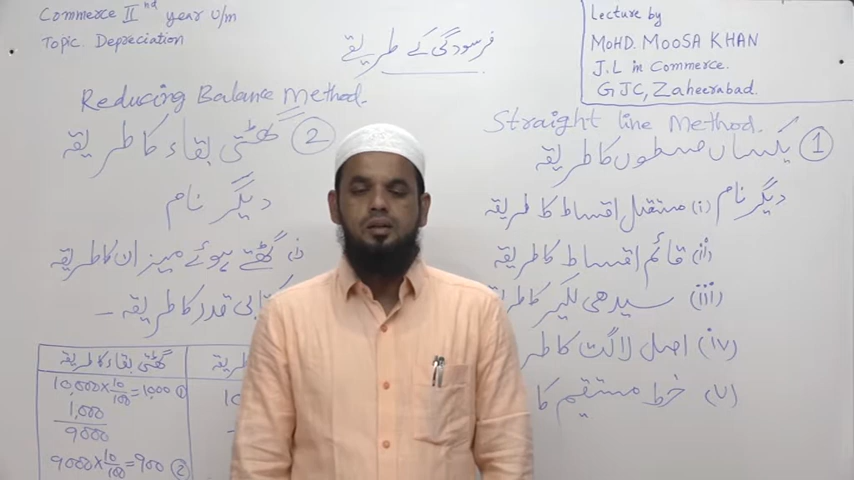 Commerce II nd year U/m
Topic. Depreciation
Lecture by
MOHD. MOOSA KHAN
J.L in Commerce.
GJC, Zaheerabad.
فرسودگی کے طریقے
Straight line Method.
① یکساں قسطوں کا طریقہ
دیگر نام (i) مستقل اقساط کا طریقہ
(ii) قائم اقساط کا طریقہ
(iii) سیدھی لکیر کا طریقہ
(iv) اصل لاگت کا
(v) خط مستقیم کا
Reducing Balance Method.
② گھٹتی بقاء کا طریقہ
دیگر نام
(i) گھٹتے ہوئے میزان کا طریقہ
قدر کا طریقہ -
گھٹتی بقاء کا طریقہ
10,000 x 10/100 = 1,000 ①
1,000
9000
9000 x 10/100 = 900 ②